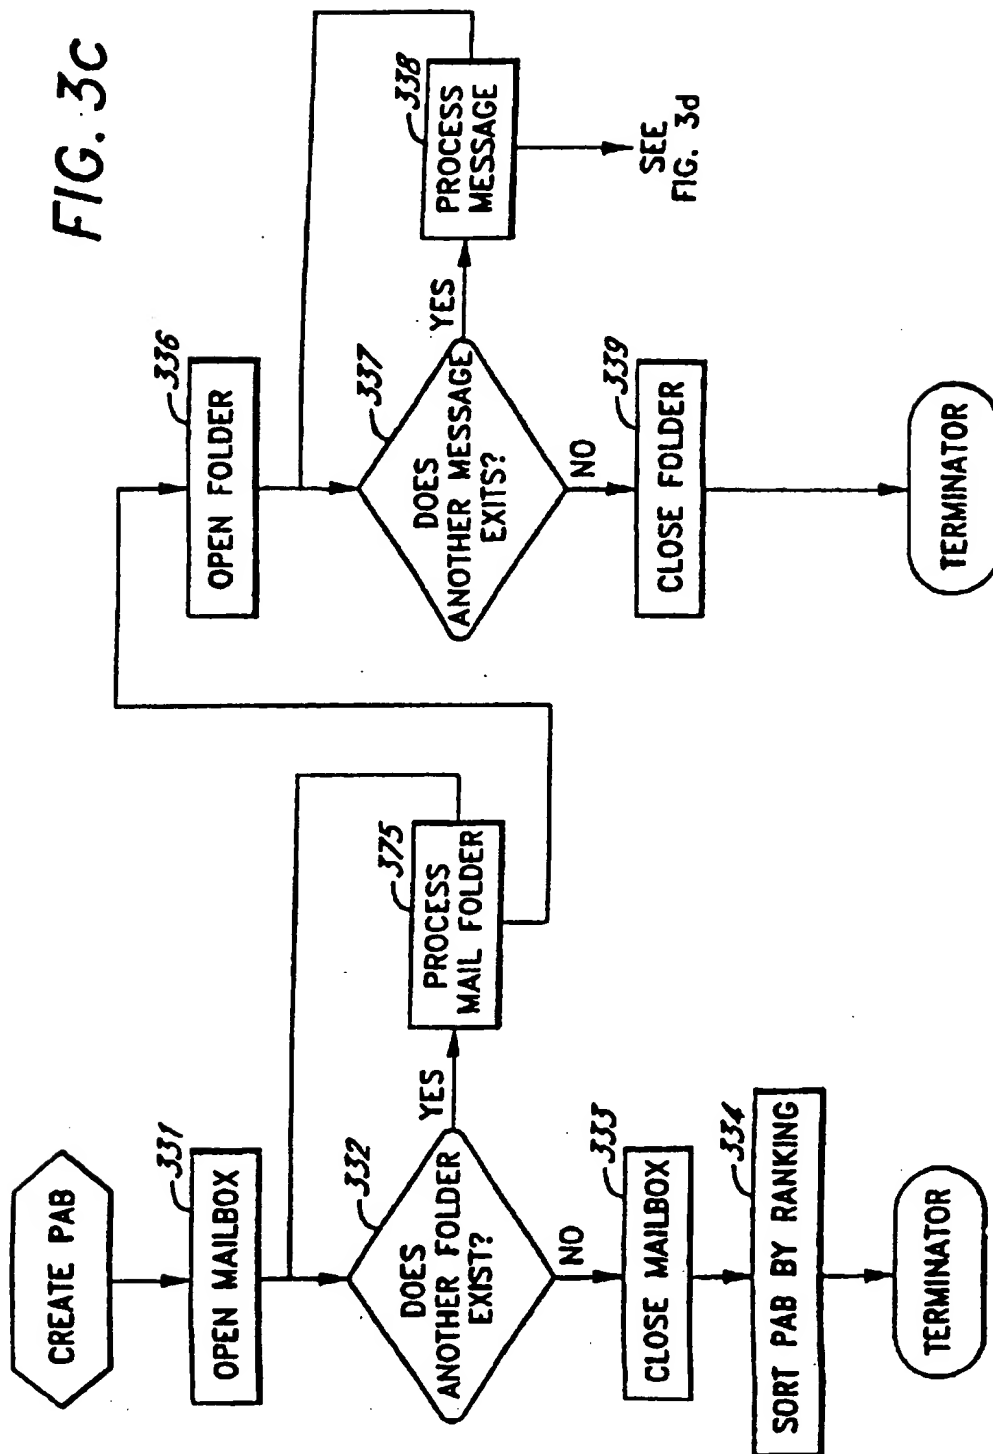 FIG. 3c
CREATE PAB
331
OPEN MAILBOX
332
DOES
ANOTHER FOLDER
EXIST?
YES
375
PROCESS
MAIL FOLDER
NO
333
CLOSE MAILBOX
334
SORT PAB BY RANKING
TERMINATOR
336
OPEN FOLDER
337
DOES
ANOTHER MESSAGE
EXITS?
YES
338
PROCESS
MESSAGE
SEE
FIG. 3d
NO
339
CLOSE FOLDER
TERMINATOR